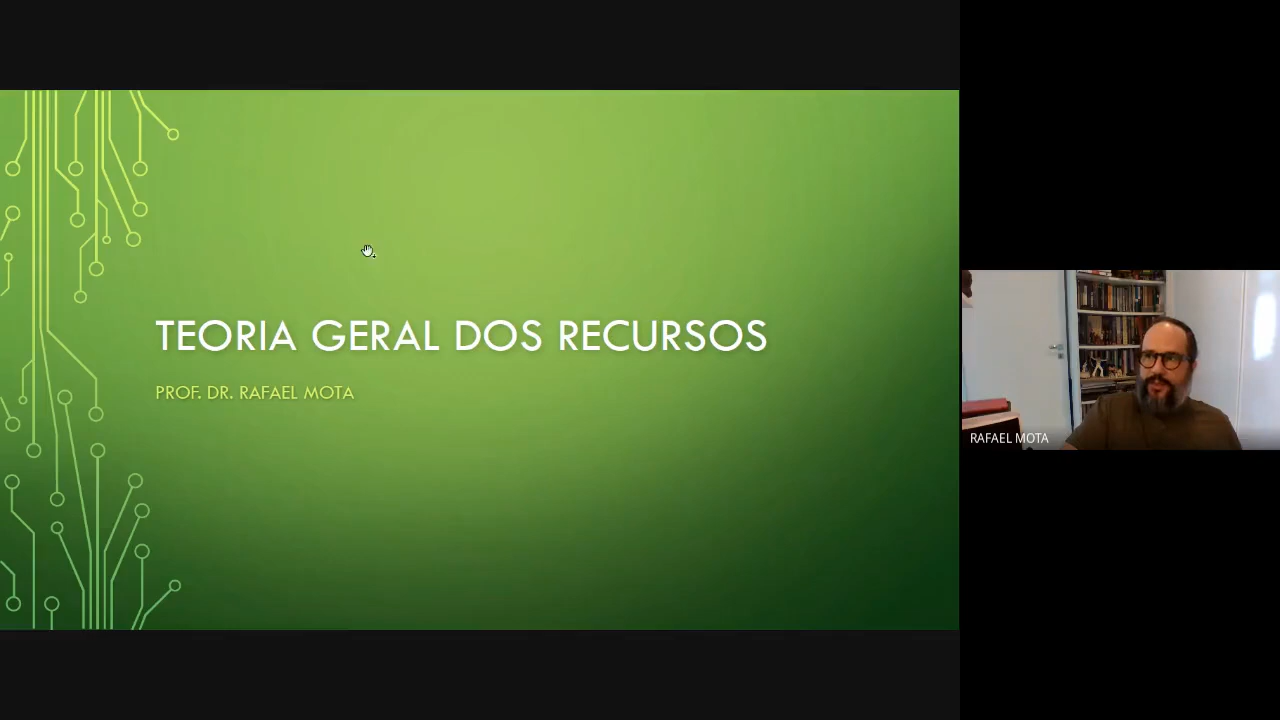 TEORIA GERAL DOS RECURSOS
PROF. DR. RAFAEL MOTA
RAFAEL MOTA